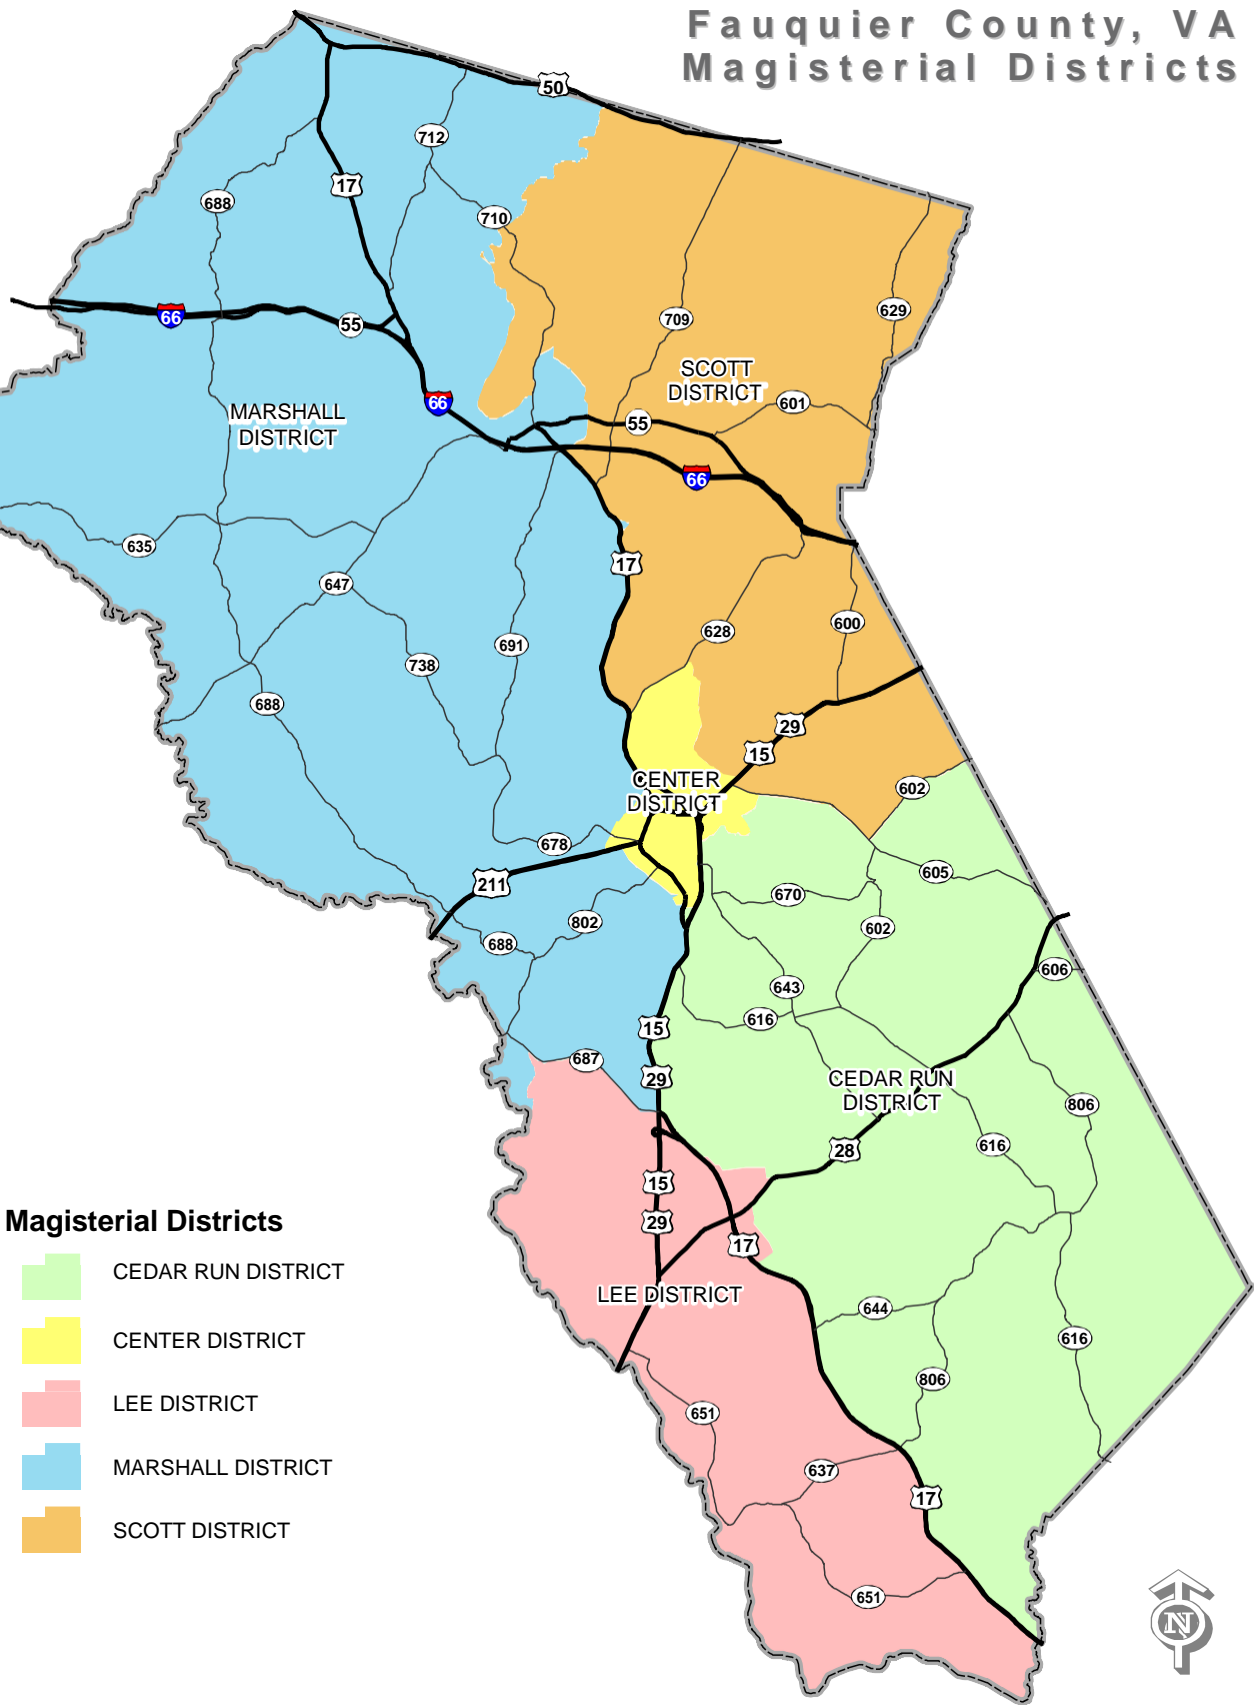 Fauquier County, VA
Magisterial Districts
50
712
17
688
710
66
55
709
629
SCOTT
DISTRICT
66
601
MARSHALL
DISTRICT
55
66
635
17
647
628
600
691
738
688
29
15
CENTER
DISTRICT
602
678
211
605
670
802
602
688
606
643
616
15
687
29
CEDAR RUN
DISTRICT
806
28
616
15
29
17
LEE DISTRICT
644
616
806
651
637
17
651
Magisterial Districts
CEDAR RUN DISTRICT
CENTER DISTRICT
LEE DISTRICT
MARSHALL DISTRICT
SCOTT DISTRICT
N